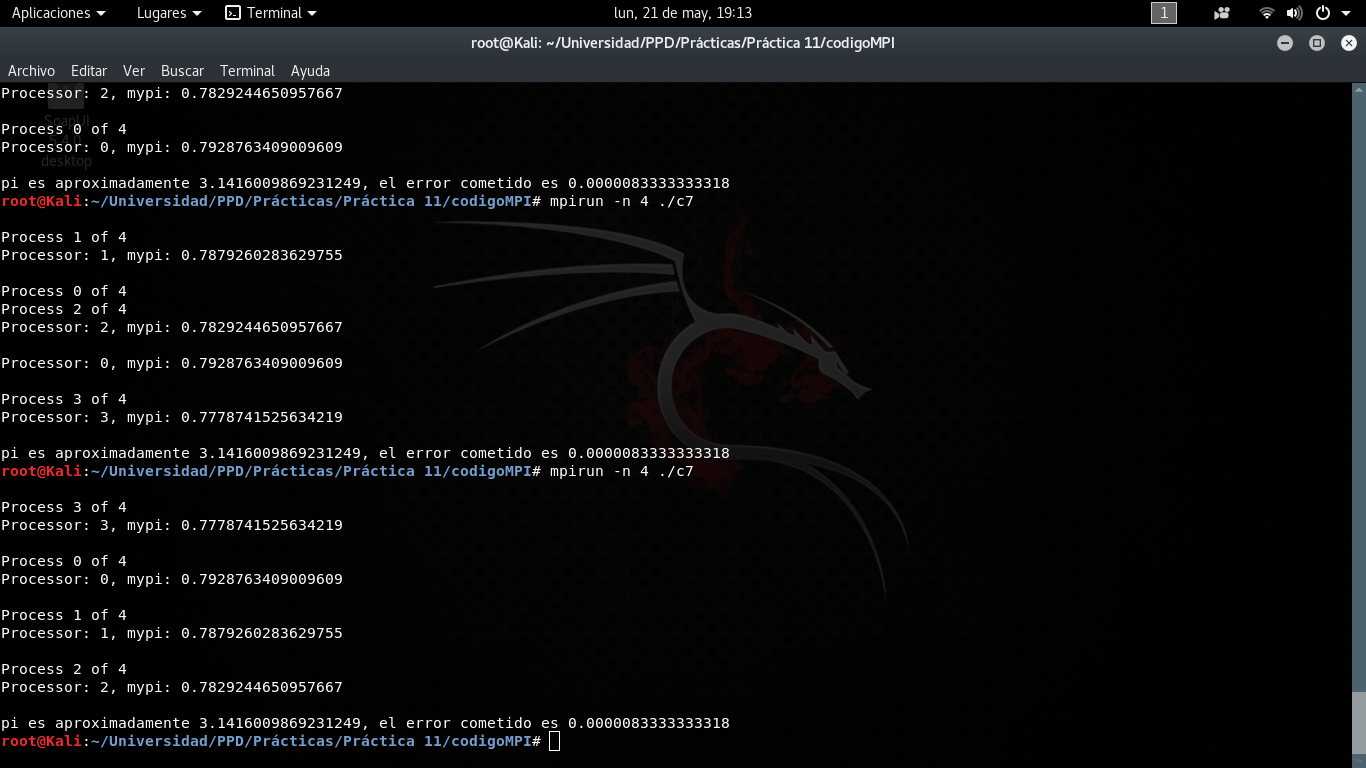 Aplicaciones Lugares Terminal lun, 21 de may, 19:13 1
root@Kali: ~/Universidad/PPD/Prácticas/Práctica 11/codigoMPI
Archivo Editar Ver Buscar Terminal Ayuda
Processor: 2, mypi: 0.7829244650957667
SoapUI
Process 0 of 4
Processor: 0, mypi: 0.7928763409009609
desktop
pi es aproximadamente 3.1416009869231249, el error cometido es 0.0000083333333318
root@Kali:~/Universidad/PPD/Prácticas/Práctica 11/codigoMPI# mpirun -n 4 ./c7
Process 1 of 4
Processor: 1, mypi: 0.7879260283629755
Process 0 of 4
Process 2 of 4
Processor: 2, mypi: 0.7829244650957667
Processor: 0, mypi: 0.7928763409009609
Process 3 of 4
Processor: 3, mypi: 0.7778741525634219
pi es aproximadamente 3.1416009869231249, el error cometido es 0.0000083333333318
root@Kali:~/Universidad/PPD/Prácticas/Práctica 11/codigoMPI# mpirun -n 4 ./c7
Process 3 of 4
Processor: 3, mypi: 0.7778741525634219
Process 0 of 4
Processor: 0, mypi: 0.7928763409009609
Process 1 of 4
Processor: 1, mypi: 0.7879260283629755
Process 2 of 4
Processor: 2, mypi: 0.7829244650957667
pi es aproximadamente 3.1416009869231249, el error cometido es 0.0000083333333318
root@Kali:~/Universidad/PPD/Prácticas/Práctica 11/codigoMPI#